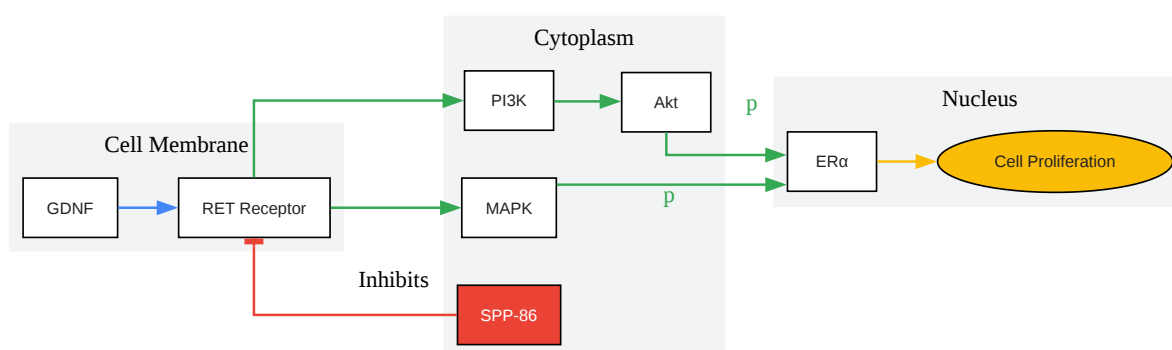 Cytoplasm
PI3K
Akt
p
Nucleus
Cell Membrane
ERα
Cell Proliferation
GDNF
RET Receptor
MAPK
p
Inhibits
SPP-86